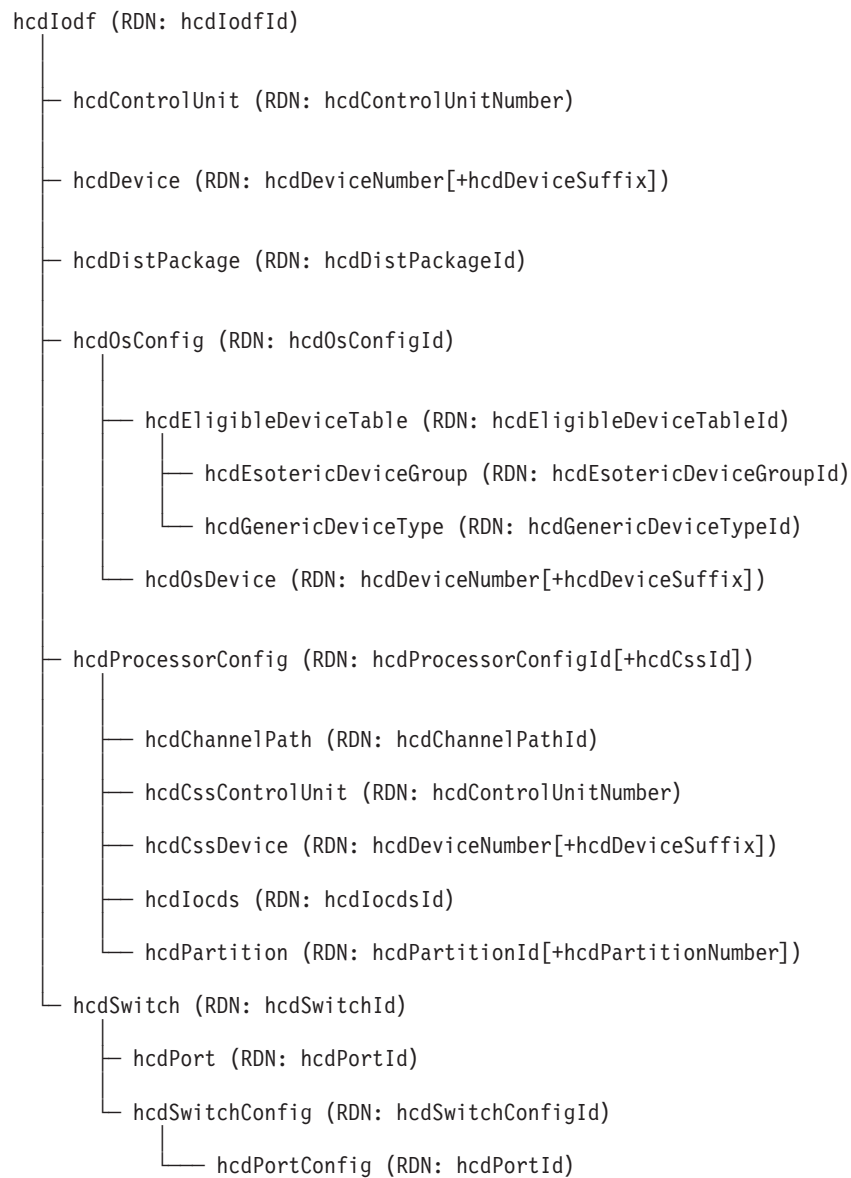 hcdIodf (RDN: hcdIodfId)
hcdControlUnit (RDN: hcdControlUnitNumber)
hcdDevice (RDN: hcdDeviceNumber[+hcdDeviceSuffix])
hcdDistPackage (RDN: hcdDistPackageId)
hcdOsConfig (RDN: hcdOsConfigId)
hcdEligibleDeviceTable (RDN: hcdEligibleDeviceTableId)
hcdEsotericDeviceGroup (RDN: hcdEsotericDeviceGroupId)
hcdGenericDeviceType (RDN: hcdGenericDeviceTypeId)
hcdOsDevice (RDN: hcdDeviceNumber[+hcdDeviceSuffix])
hcdProcessorConfig (RDN: hcdProcessorConfigId[+hcdCssId])
hcdChannelPath (RDN: hcdChannelPathId)
hcdCssControlUnit (RDN: hcdControlUnitNumber)
hcdCssDevice (RDN: hcdDeviceNumber[+hcdDeviceSuffix])
hcdIocds (RDN: hcdIocdsId)
hcdPartition (RDN: hcdPartitionId[+hcdPartitionNumber])
hcdSwitch (RDN: hcdSwitchId)
hcdPort (RDN: hcdPortId)
hcdSwitchConfig (RDN: hcdSwitchConfigId)
hcdPortConfig (RDN: hcdPortId)